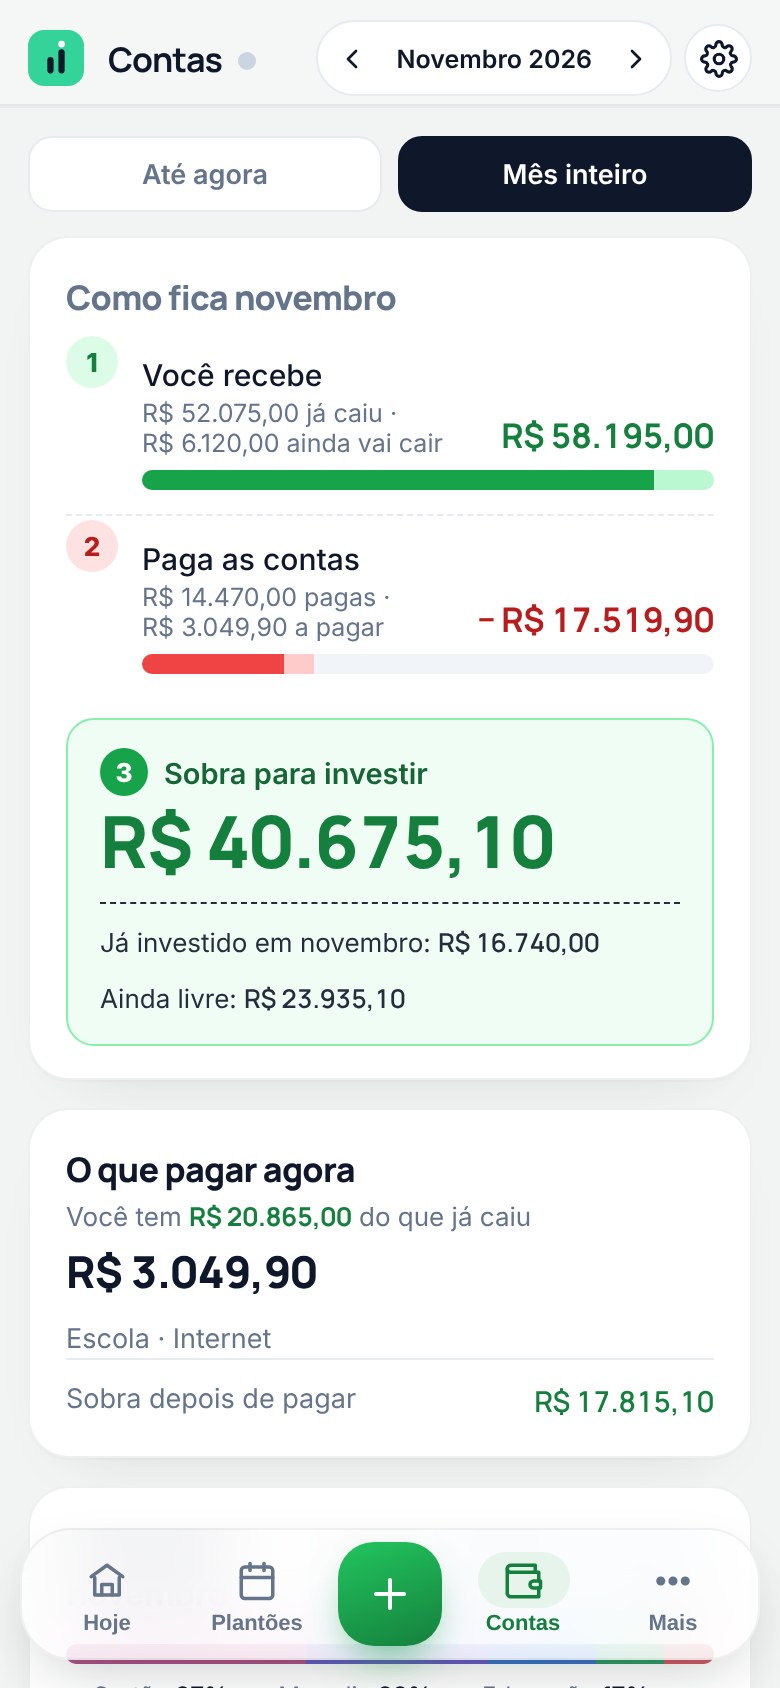 Contas
Novembro 2026
Até agora
Mês inteiro
Como fica novembro
1
Você recebe
R$ 52.075,00 já caiu ·
R$ 6.120,00 ainda vai cair
R$ 58.195,00
2
Paga as contas
R$ 14.470,00 pagas ·
R$ 3.049,90 a pagar
− R$ 17.519,90
3 Sobra para investir
R$ 40.675,10
Já investido em novembro: R$ 16.740,00
Ainda livre: R$ 23.935,10
O que pagar agora
Você tem R$ 20.865,00 do que já caiu
R$ 3.049,90
Escola · Internet
Sobra depois de pagar
R$ 17.815,10
Hoje
Plantões
Contas
Mais